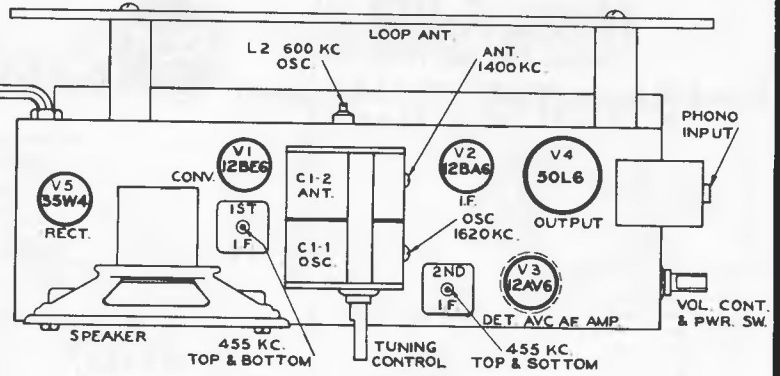 LOOP ANT.
L2 600 KC
OSC.
ANT.
1400 KC.
PHONO
INPUT
V1
12BE6
CONV.
V2
12BA6
I.F.
V4
50L6
OUTPUT
V5
35W4
RECT.
C1-2
ANT.
1ST
I.F.
C1-1
OSC.
OSC
1620KC.
2ND
I.F.
V3
12AV6
DET. AVC AF AMP.
VOL. CONT.
& PWR. SW.
SPEAKER
455 KC.
TOP & BOTTOM
TUNING
CONTROL
455 KC.
TOP & SOTTOM